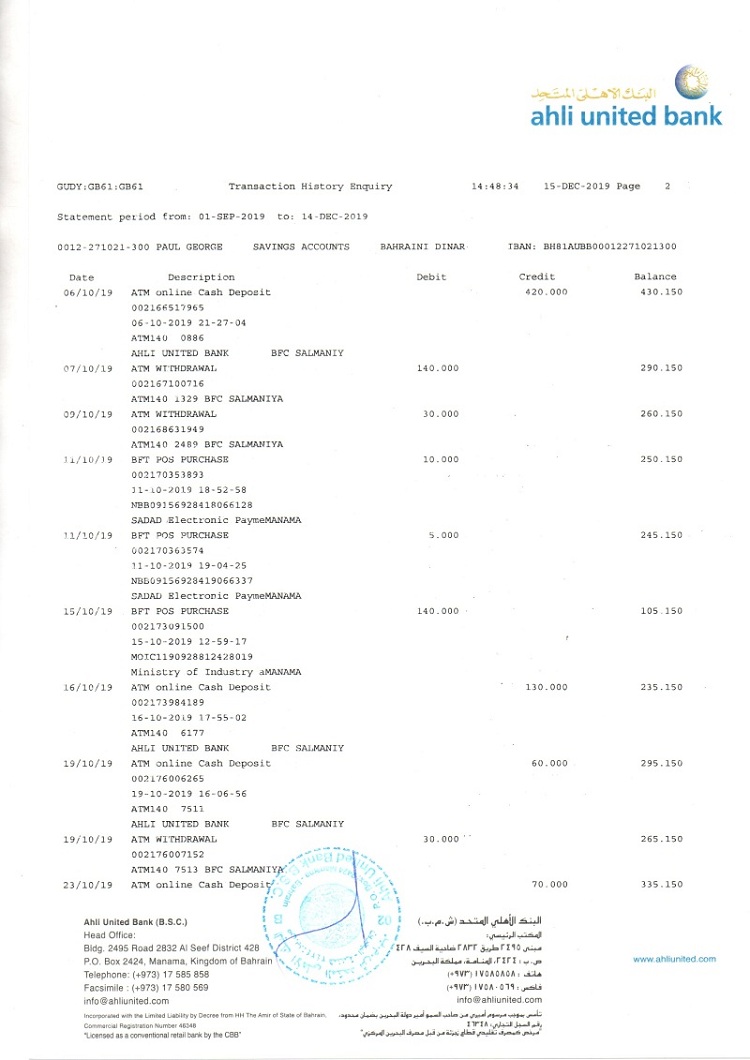 البنك الأهلي المتحد
ahli united bank
GUDY:GB61:GB61 Transaction History Enquiry 14:48:34 15-DEC-2019 Page 2
Statement period from: 01-SEP-2019 to: 14-DEC-2019
0012-271021-300 PAUL GEORGE SAVINGS ACCOUNTS BAHRAINI DINAR IBAN: BH81AUBB00012271021300
Date Description Debit Credit Balance
06/10/19 ATM online Cash Deposit 420.000 430.150
002166517965
06-10-2019 21-27-04
ATM140 0886
AHLI UNITED BANK BFC SALMANIY
07/10/19 ATM WITHDRAWAL 140.000 290.150
002167100716
ATM140 1329 BFC SALMANIYA
09/10/19 ATM WITHDRAWAL 30.000 260.150
002168631949
ATM140 2489 BFC SALMANIYA
11/10/19 BFT POS PURCHASE 10.000 250.150
002170353893
11-10-2019 18-52-58
NBB09156928418066128
SADAD Electronic PaymeMANAMA
11/10/19 BFT POS PURCHASE 5.000 245.150
002170363574
11-10-2019 19-04-25
NBB09156928419066337
SADAD Electronic PaymeMANAMA
15/10/19 BFT POS PURCHASE 140.000 105.150
002173091500
15-10-2019 12-59-17
MOIC1190928812428019
Ministry of Industry aMANAMA
16/10/19 ATM online Cash Deposit 130.000 235.150
002173984189
16-10-2019 17-55-02
ATM140 6177
AHLI UNITED BANK BFC SALMANIY
19/10/19 ATM online Cash Deposit 60.000 295.150
002176006265
19-10-2019 16-06-56
ATM140 7511
AHLI UNITED BANK BFC SALMANIY
19/10/19 ATM WITHDRAWAL 30.000 265.150
002176007152
ATM140 7513 BFC SALMANIYA
23/10/19 ATM online Cash Deposit 70.000 335.150
Ahli United Bank B.S.C.
Ahli United Bank (B.S.C.)
Head Office:
Bldg. 2495 Road 2832 Al Seef District 428
P.O. Box 2424, Manama, Kingdom of Bahrain
Telephone: (+973) 17 585 858
Facsimile : (+973) 17 580 569
info@ahliunited.com
Incorporated with the Limited Liability by Decree from HH The Amir of State of Bahrain.
Commercial Registration Number 46348
"Licensed as a conventional retail bank by the CBB"
البنك الأهلي المتحد (ش.م.ب.)
المكتب الرئيسي:
مبنى ٢٤٩٥ طريق ٢٨٣٢ ضاحية السيف ٤٢٨
ص.ب: ٢٤٢٤، المنامة، مملكة البحرين
هاتف: ١٧٥٨٥٨٥٨ (٩٧٣+)
فاكس: ١٧٥٨٠٥٦٩ (٩٧٣+)
info@ahliunited.com
تأسس بموجب مرسوم أميري من صاحب السمو أمير دولة البحرين بضمان محدود.
رقم السجل التجاري: ٤٦٣٤٨
"مرخص كمصرف تقليدي قطاع تجزئة من قبل مصرف البحرين المركزي"
www.ahliunited.com